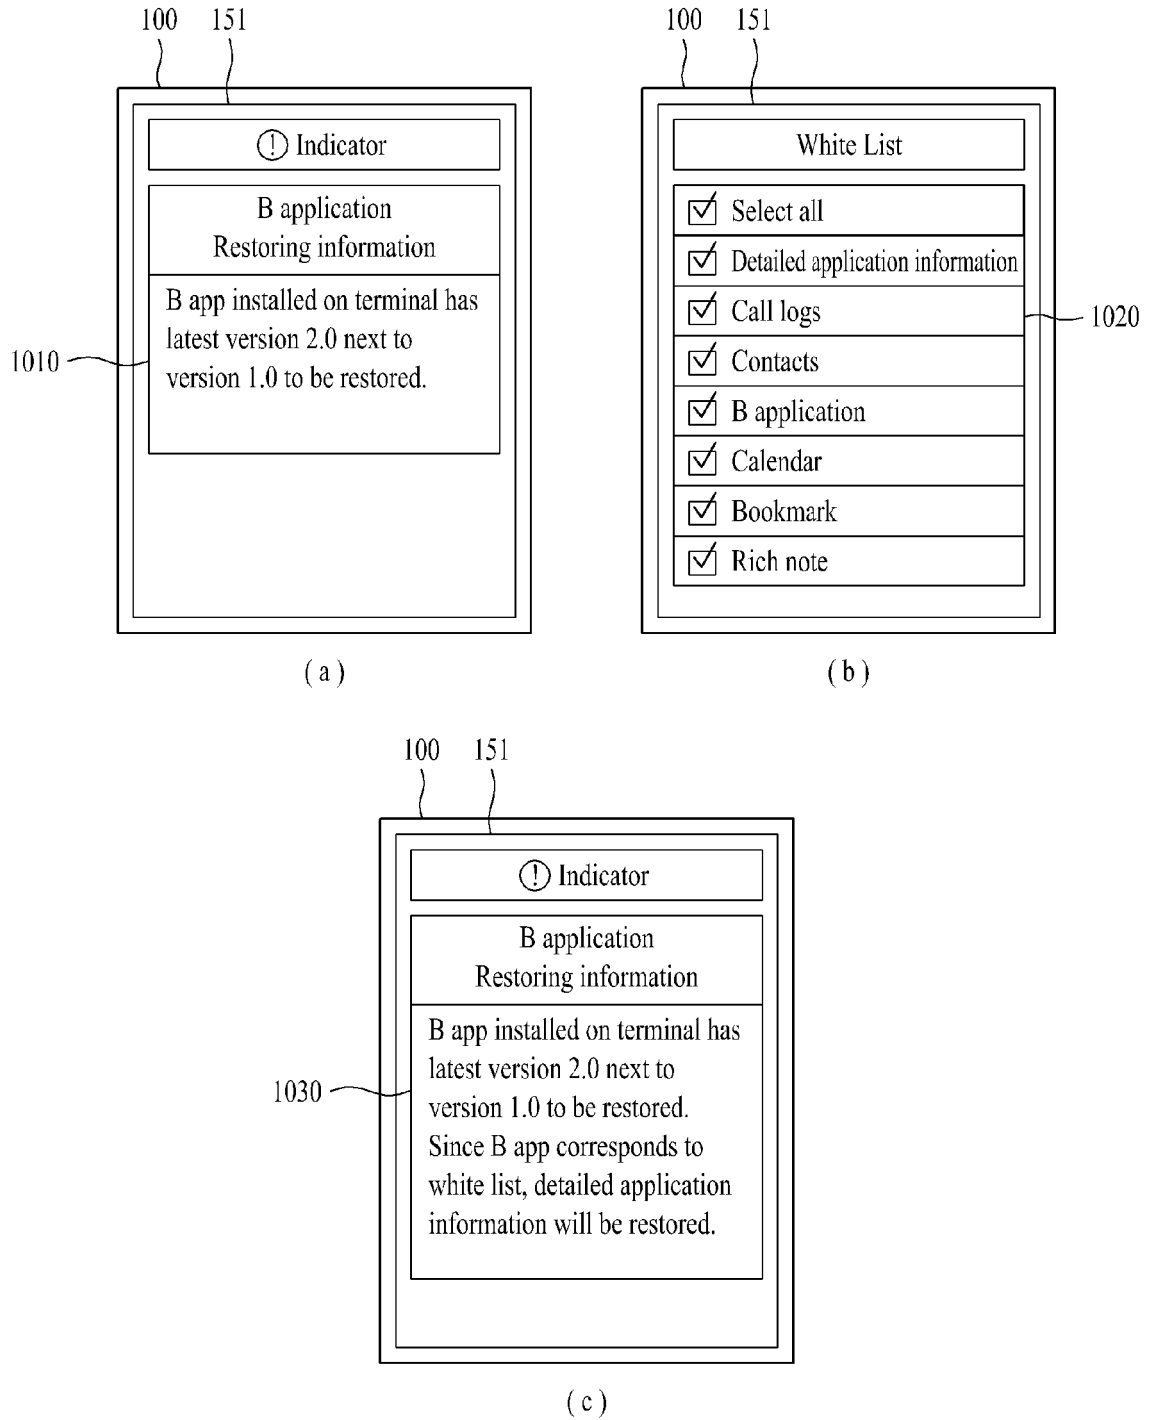 100 151
! Indicator
B application
Restoring information
B app installed on terminal has
latest version 2.0 next to
version 1.0 to be restored.
1010
(a)
100 151
White List
Select all
Detailed application information
Call logs
Contacts
B application
Calendar
Bookmark
Rich note
1020
(b)
100 151
! Indicator
B application
Restoring information
B app installed on terminal has
latest version 2.0 next to
version 1.0 to be restored.
Since B app corresponds to
white list, detailed application
information will be restored.
1030
(c)